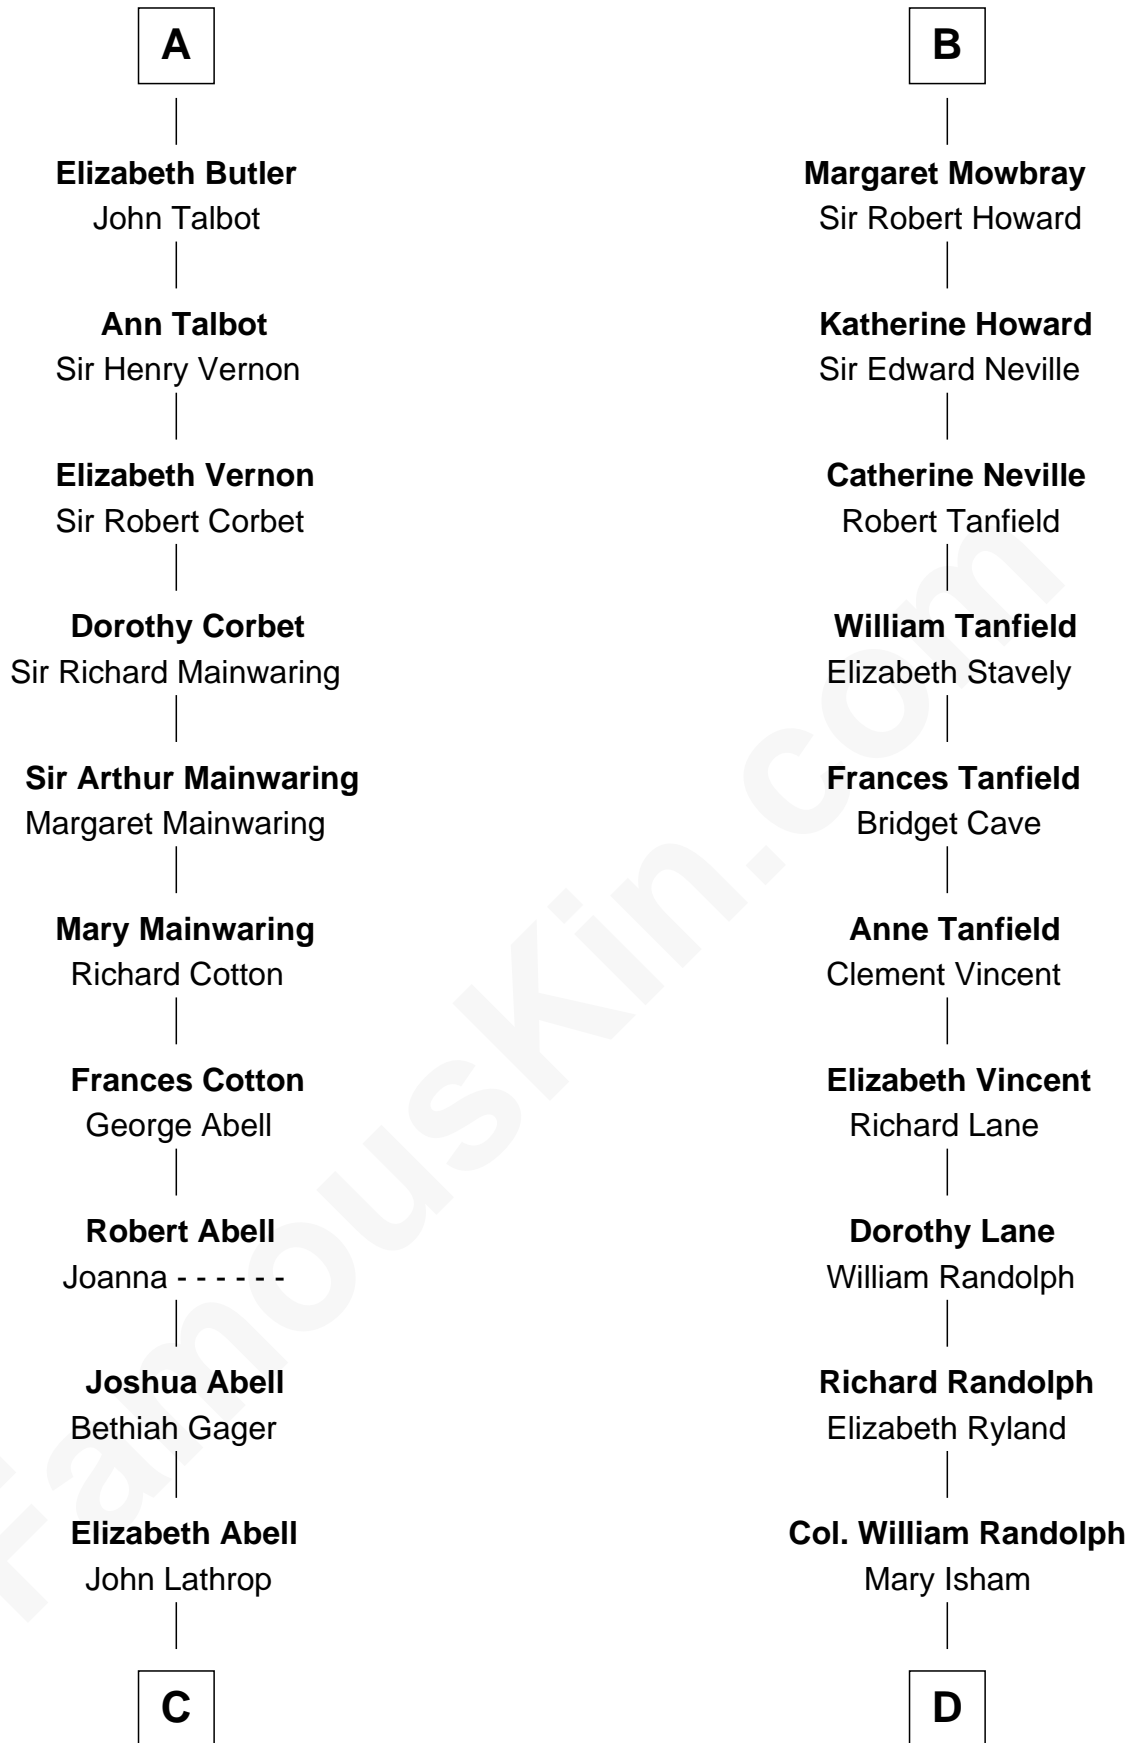 A
Elizabeth Butler
John Talbot
Ann Talbot
Sir Henry Vernon
Elizabeth Vernon
Sir Robert Corbet
Dorothy Corbet
Sir Richard Mainwaring
Sir Arthur Mainwaring
Margaret Mainwaring
Mary Mainwaring
Richard Cotton
Frances Cotton
George Abell
Robert Abell
Joanna - - - - - -
Joshua Abell
Bethiah Gager
Elizabeth Abell
John Lathrop
C
B
Margaret Mowbray
Sir Robert Howard
Katherine Howard
Sir Edward Neville
Catherine Neville
Robert Tanfield
William Tanfield
Elizabeth Stavely
Frances Tanfield
Bridget Cave
Anne Tanfield
Clement Vincent
Elizabeth Vincent
Richard Lane
Dorothy Lane
William Randolph
Richard Randolph
Elizabeth Ryland
Col. William Randolph
Mary Isham
D
FamousKin.com